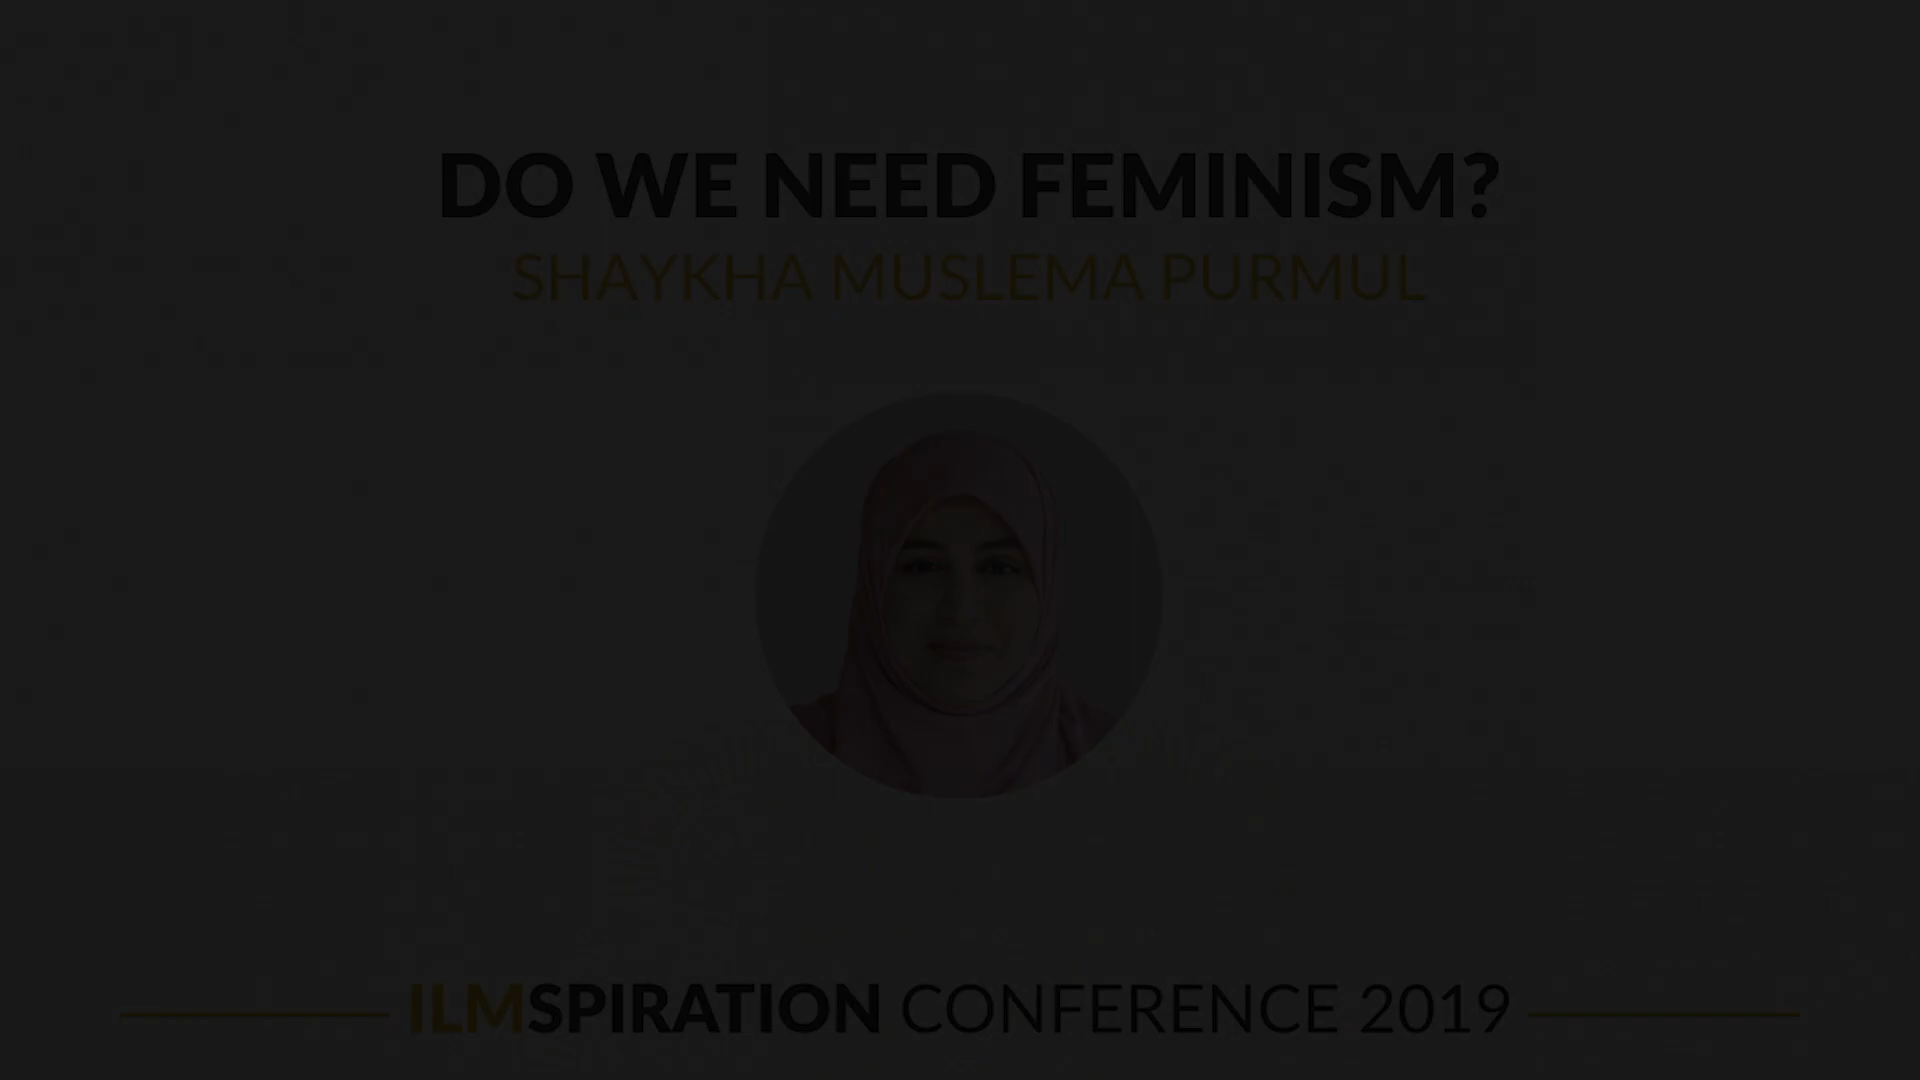 DO WE NEED FEMINISM?
SHAYKHA MUSLEMA PURMUL
ILMSPIRATION CONFERENCE 2019